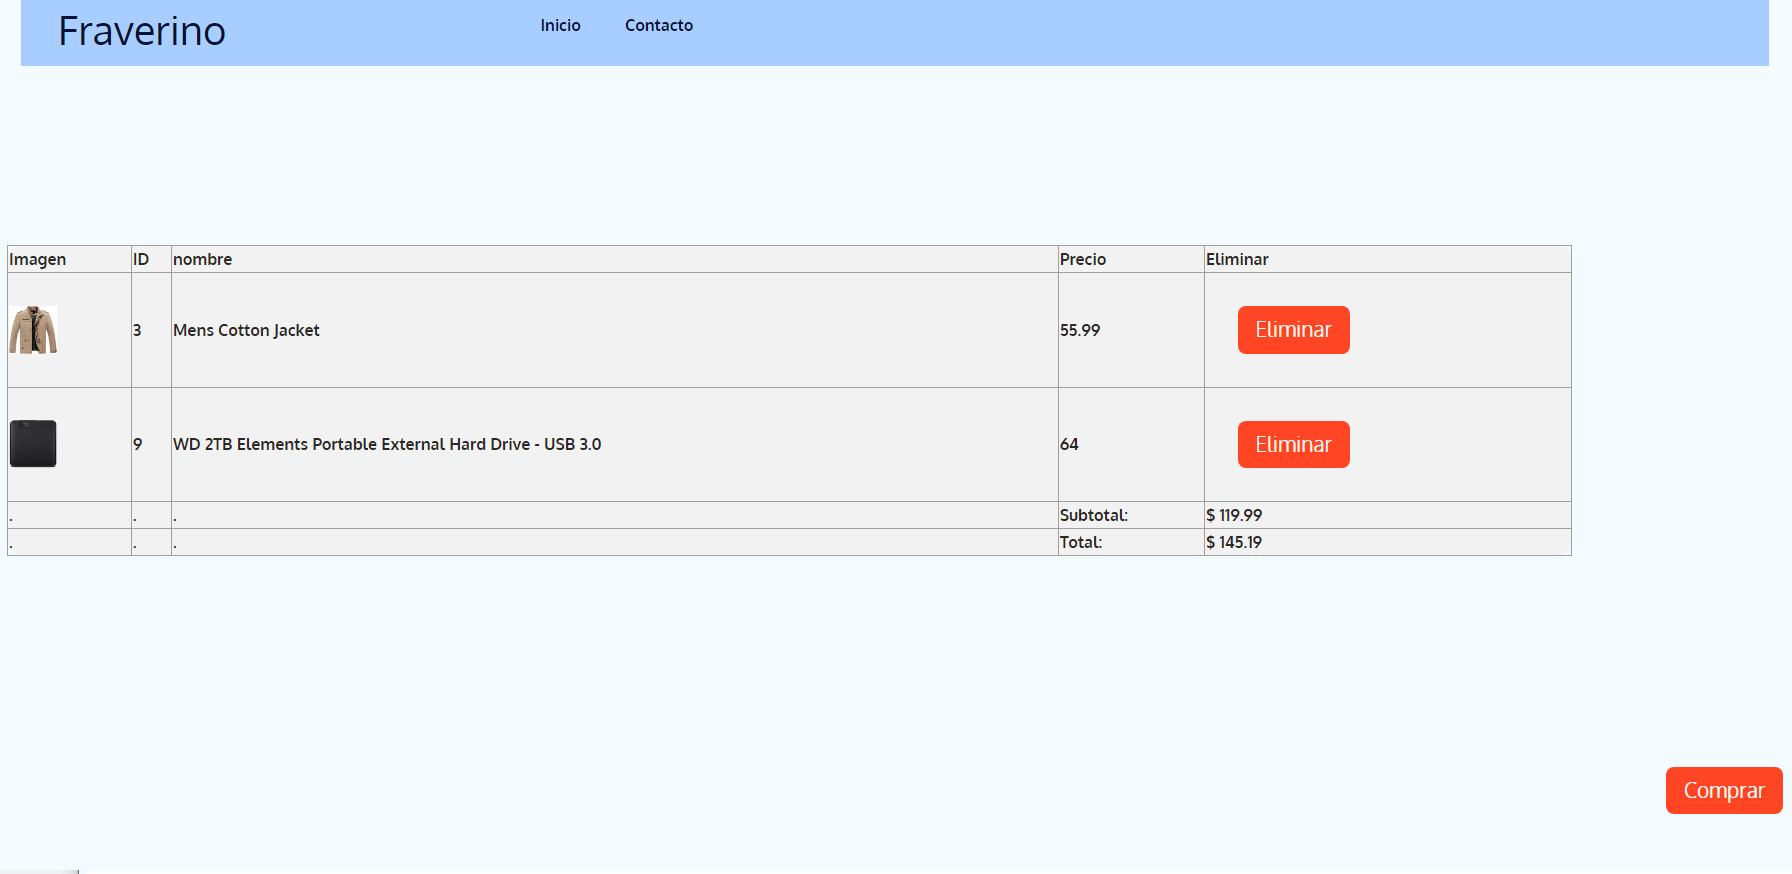 Fraverino Inicio Contacto
Imagen ID nombre Precio Eliminar
3 Mens Cotton Jacket 55.99 Eliminar
9 WD 2TB Elements Portable External Hard Drive - USB 3.0 64 Eliminar
. . . Subtotal: $ 119.99
. . . Total: $ 145.19
Comprar